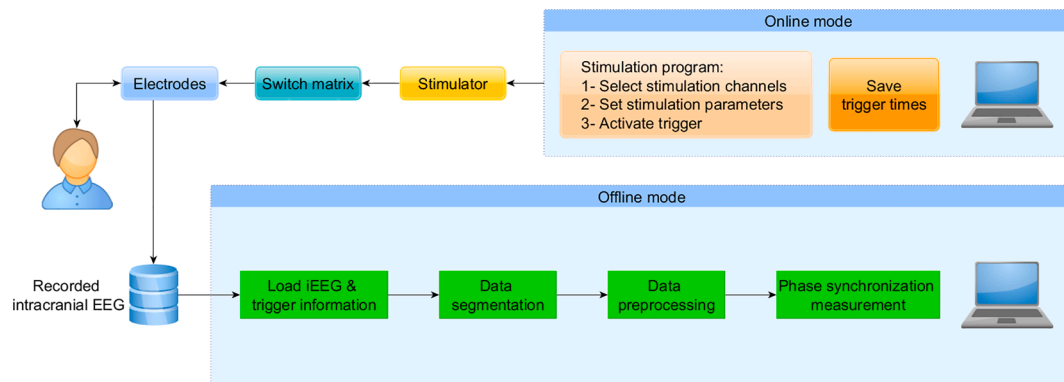 Online mode
Stimulation program:
1- Select stimulation channels
2- Set stimulation parameters
3- Activate trigger
Save
trigger times
Stimulator
Switch matrix
Electrodes
Offline mode
Recorded
intracranial EEG
Load iEEG &
trigger information
Data
segmentation
Data
preprocessing
Phase synchronization
measurement